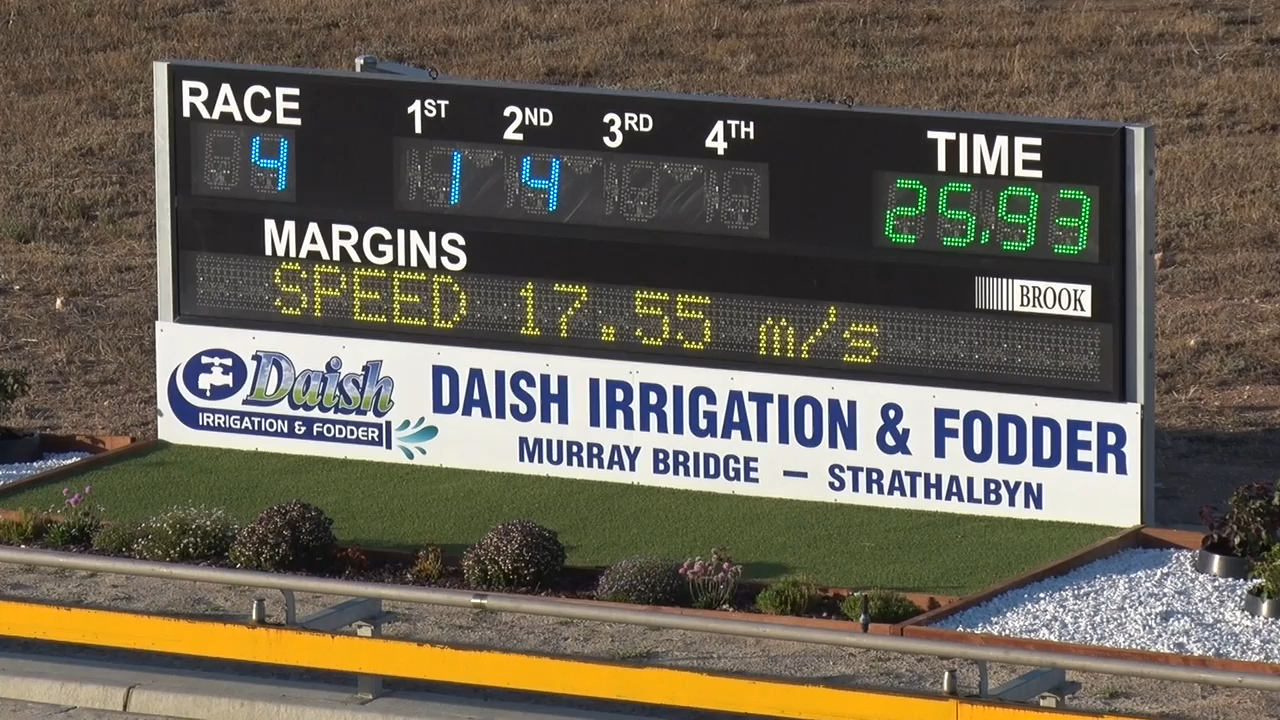 RACE 1ST 2ND 3RD 4TH TIME
4 1 4 25.93
MARGINS
BROOK
SPEED 17.55 m/s
Daish
IRRIGATION & FODDER
DAISH IRRIGATION & FODDER
MURRAY BRIDGE — STRATHALBYN